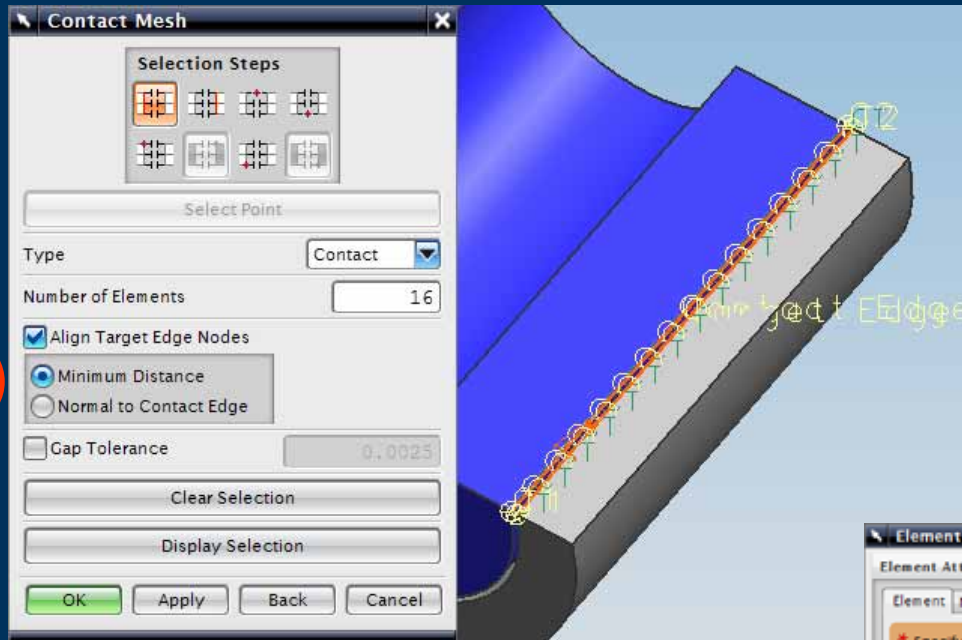 Contact Mesh
Selection Steps
Select Point
Type
Contact
Number of Elements
16
Align Target Edge Nodes
Minimum Distance
Normal to Contact Edge
Gap Tolerance
0.0025
Clear Selection
Display Selection
OK
Apply
Back
Cancel
T
T
T
T
T
T
T
T
T
T
T
T
Edge
Element
Element Att
Element